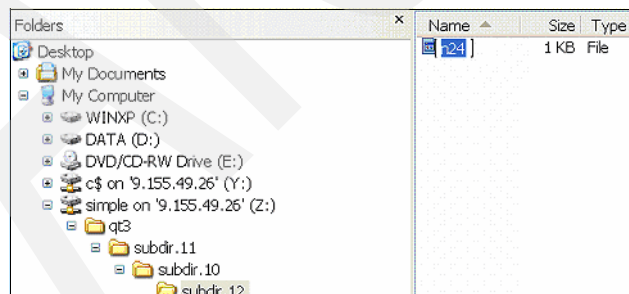 Folders × Name Size Type
Desktop n24 1 KB File
My Documents
My Computer
WINXP (C:)
DATA (D:)
DVD/CD-RW Drive (E:)
c$ on '9.155.49.26' (Y:)
simple on '9.155.49.26' (Z:)
qt3
subdir.11
subdir.10
subdir.12